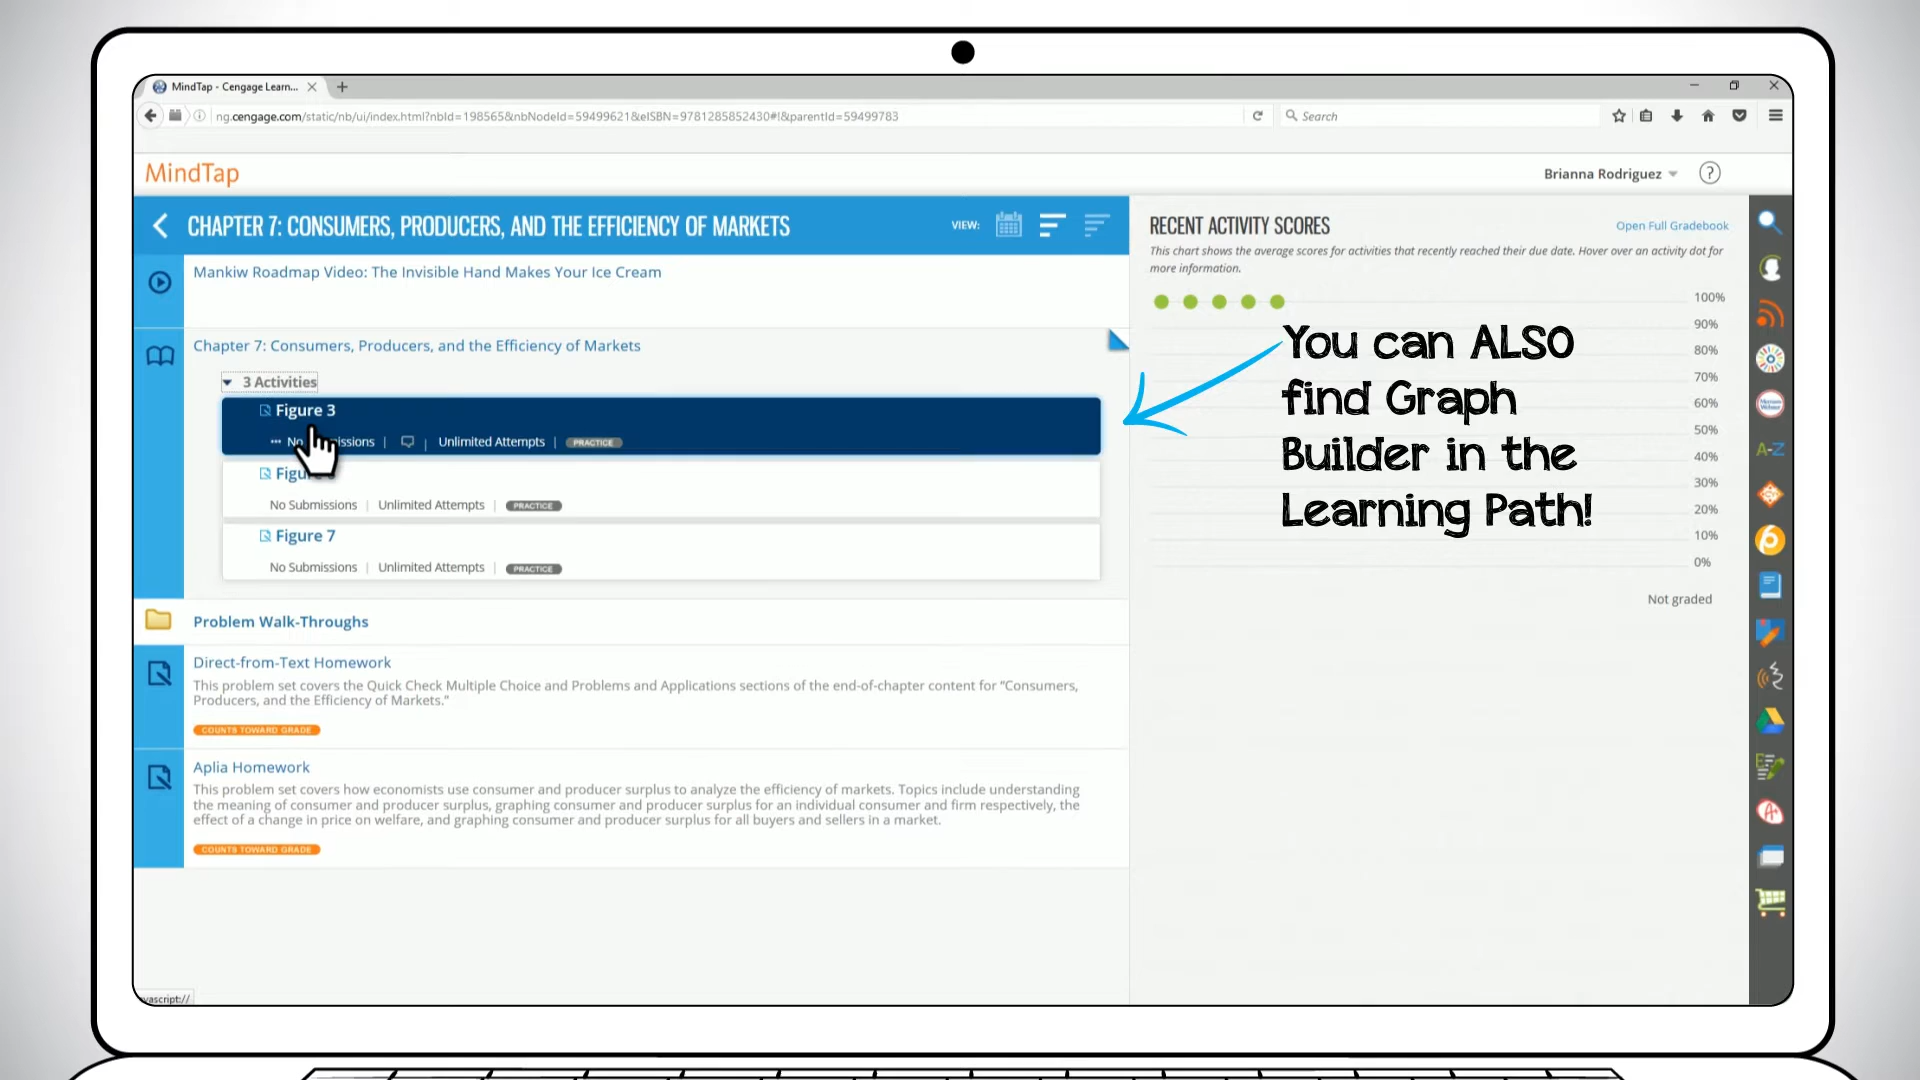 MindTap - Cengage Learn...
ng.cengage.com/static/nb/ui/index.html?nbId=198565&nbNodeId=59499621&eISBN=9781285852430#!&parentId=59499783
Search
MindTap
Brianna Rodriguez
?
CHAPTER 7: CONSUMERS, PRODUCERS, AND THE EFFICIENCY OF MARKETS
VIEW:
Mankiw Roadmap Video: The Invisible Hand Makes Your Ice Cream
Chapter 7: Consumers, Producers, and the Efficiency of Markets
3 Activities
Figure 3
Unlimited Attempts | PRACTICE
No Submissions | Unlimited Attempts | PRACTICE
Figure 7
No Submissions | Unlimited Attempts | PRACTICE
Problem Walk-Throughs
Direct-from-Text Homework
This problem set covers the Quick Check Multiple Choice and Problems and Applications sections of the end-of-chapter content for "Consumers,
Producers, and the Efficiency of Markets."
COUNTS TOWARD GRADE
Aplia Homework
This problem set covers how economists use consumer and producer surplus to analyze the efficiency of markets. Topics include understanding
the meaning of consumer and producer surplus, graphing consumer and producer surplus for an individual consumer and firm respectively, the
effect of a change in price on welfare, and graphing consumer and producer surplus for all buyers and sellers in a market.
COUNTS TOWARD GRADE
RECENT ACTIVITY SCORES
Open Full Gradebook
This chart shows the average scores for activities that recently reached their due date. Hover over an activity dot for
more information.
100%
90%
80%
70%
60%
50%
40%
30%
20%
10%
0%
Not graded
You can ALSO
find Graph
Builder in the
Learning Path!
A-Z
A+
vascript://